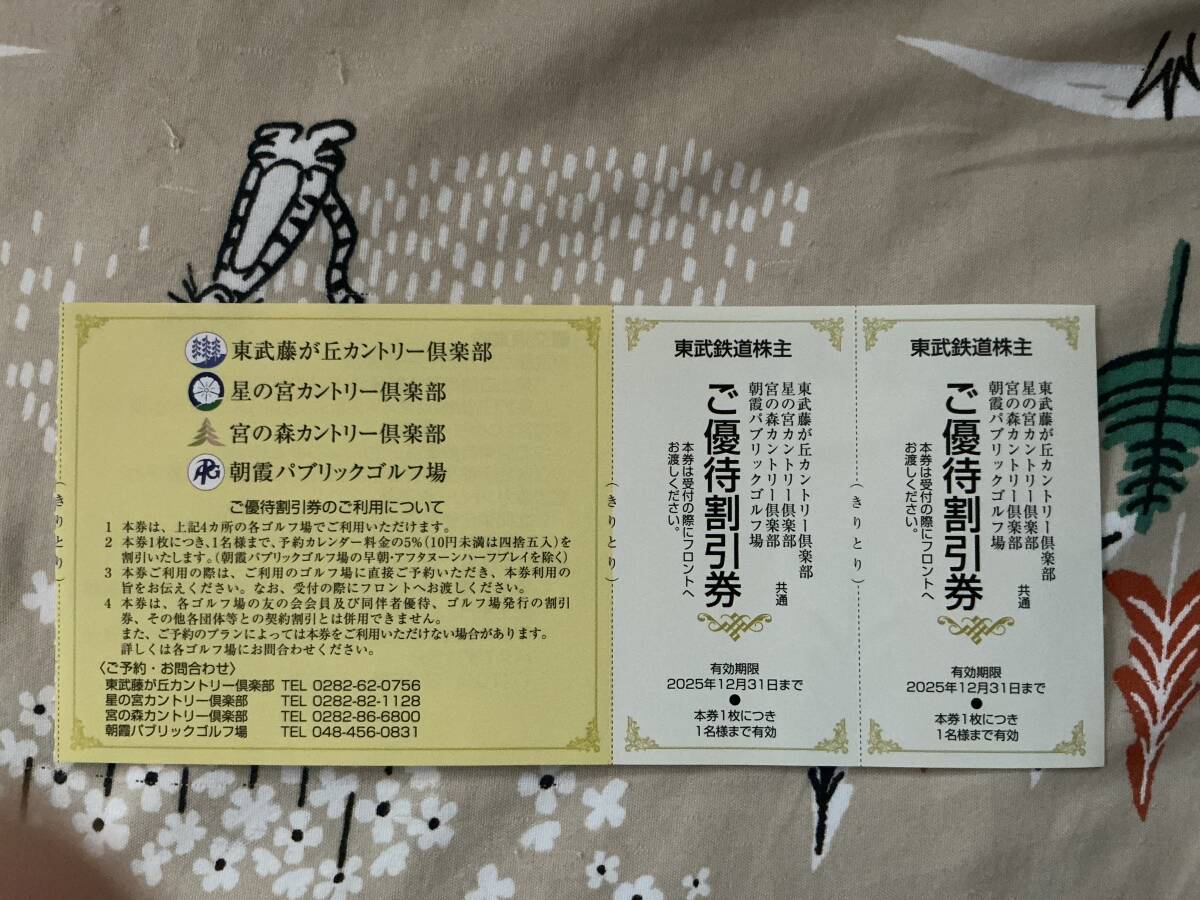 東武藤が丘カントリー倶楽部
星の宮カントリー倶楽部
宮の森カントリー倶楽部
APG 朝霞パブリックゴルフ場
ご優待割引券のご利用について
1 本券は、上記4カ所の各ゴルフ場でご利用いただけます。
2 本券1枚につき、1名様まで、予約カレンダー料金の5%(10円未満は四捨五入)を
割引いたします。(朝霞パブリックゴルフ場の早朝・アフタヌーンハーフプレイを除く)
3 本券ご利用の際は、ご利用のゴルフ場に直接ご予約いただき、本券利用の
旨をお伝えください。なお、受付の際にフロントへお渡しください。
4 本券は、各ゴルフ場の友の会会員及び同伴者優待、ゴルフ場発行の割引
券、その他各団体等との契約割引とは併用できません。
また、ご予約のプランによっては本券をご利用いただけない場合があります。
詳しくは各ゴルフ場にお問合わせください。
〈ご予約・お問合わせ〉
東武藤が丘カントリー倶楽部 TEL 0282-62-0756
星の宮カントリー倶楽部 TEL 0282-82-1128
宮の森カントリー倶楽部 TEL 0282-86-6800
朝霞パブリックゴルフ場 TEL 048-456-0831
(きりとり)
東武鉄道株主
東武藤が丘カントリー倶楽部
星の宮カントリー倶楽部
宮の森カントリー倶楽部
朝霞パブリックゴルフ場
共通
ご優待割引券
本券は受付の際にフロントへ
お渡しください。
有効期限
2025年12月31日まで
●
本券1枚につき
1名様まで有効
(きりとり)
東武鉄道株主
東武藤が丘カントリー倶楽部
星の宮カントリー倶楽部
宮の森カントリー倶楽部
朝霞パブリックゴルフ場
共通
ご優待割引券
本券は受付の際にフロントへ
お渡しください。
有効期限
2025年12月31日まで
●
本券1枚につき
1名様まで有効